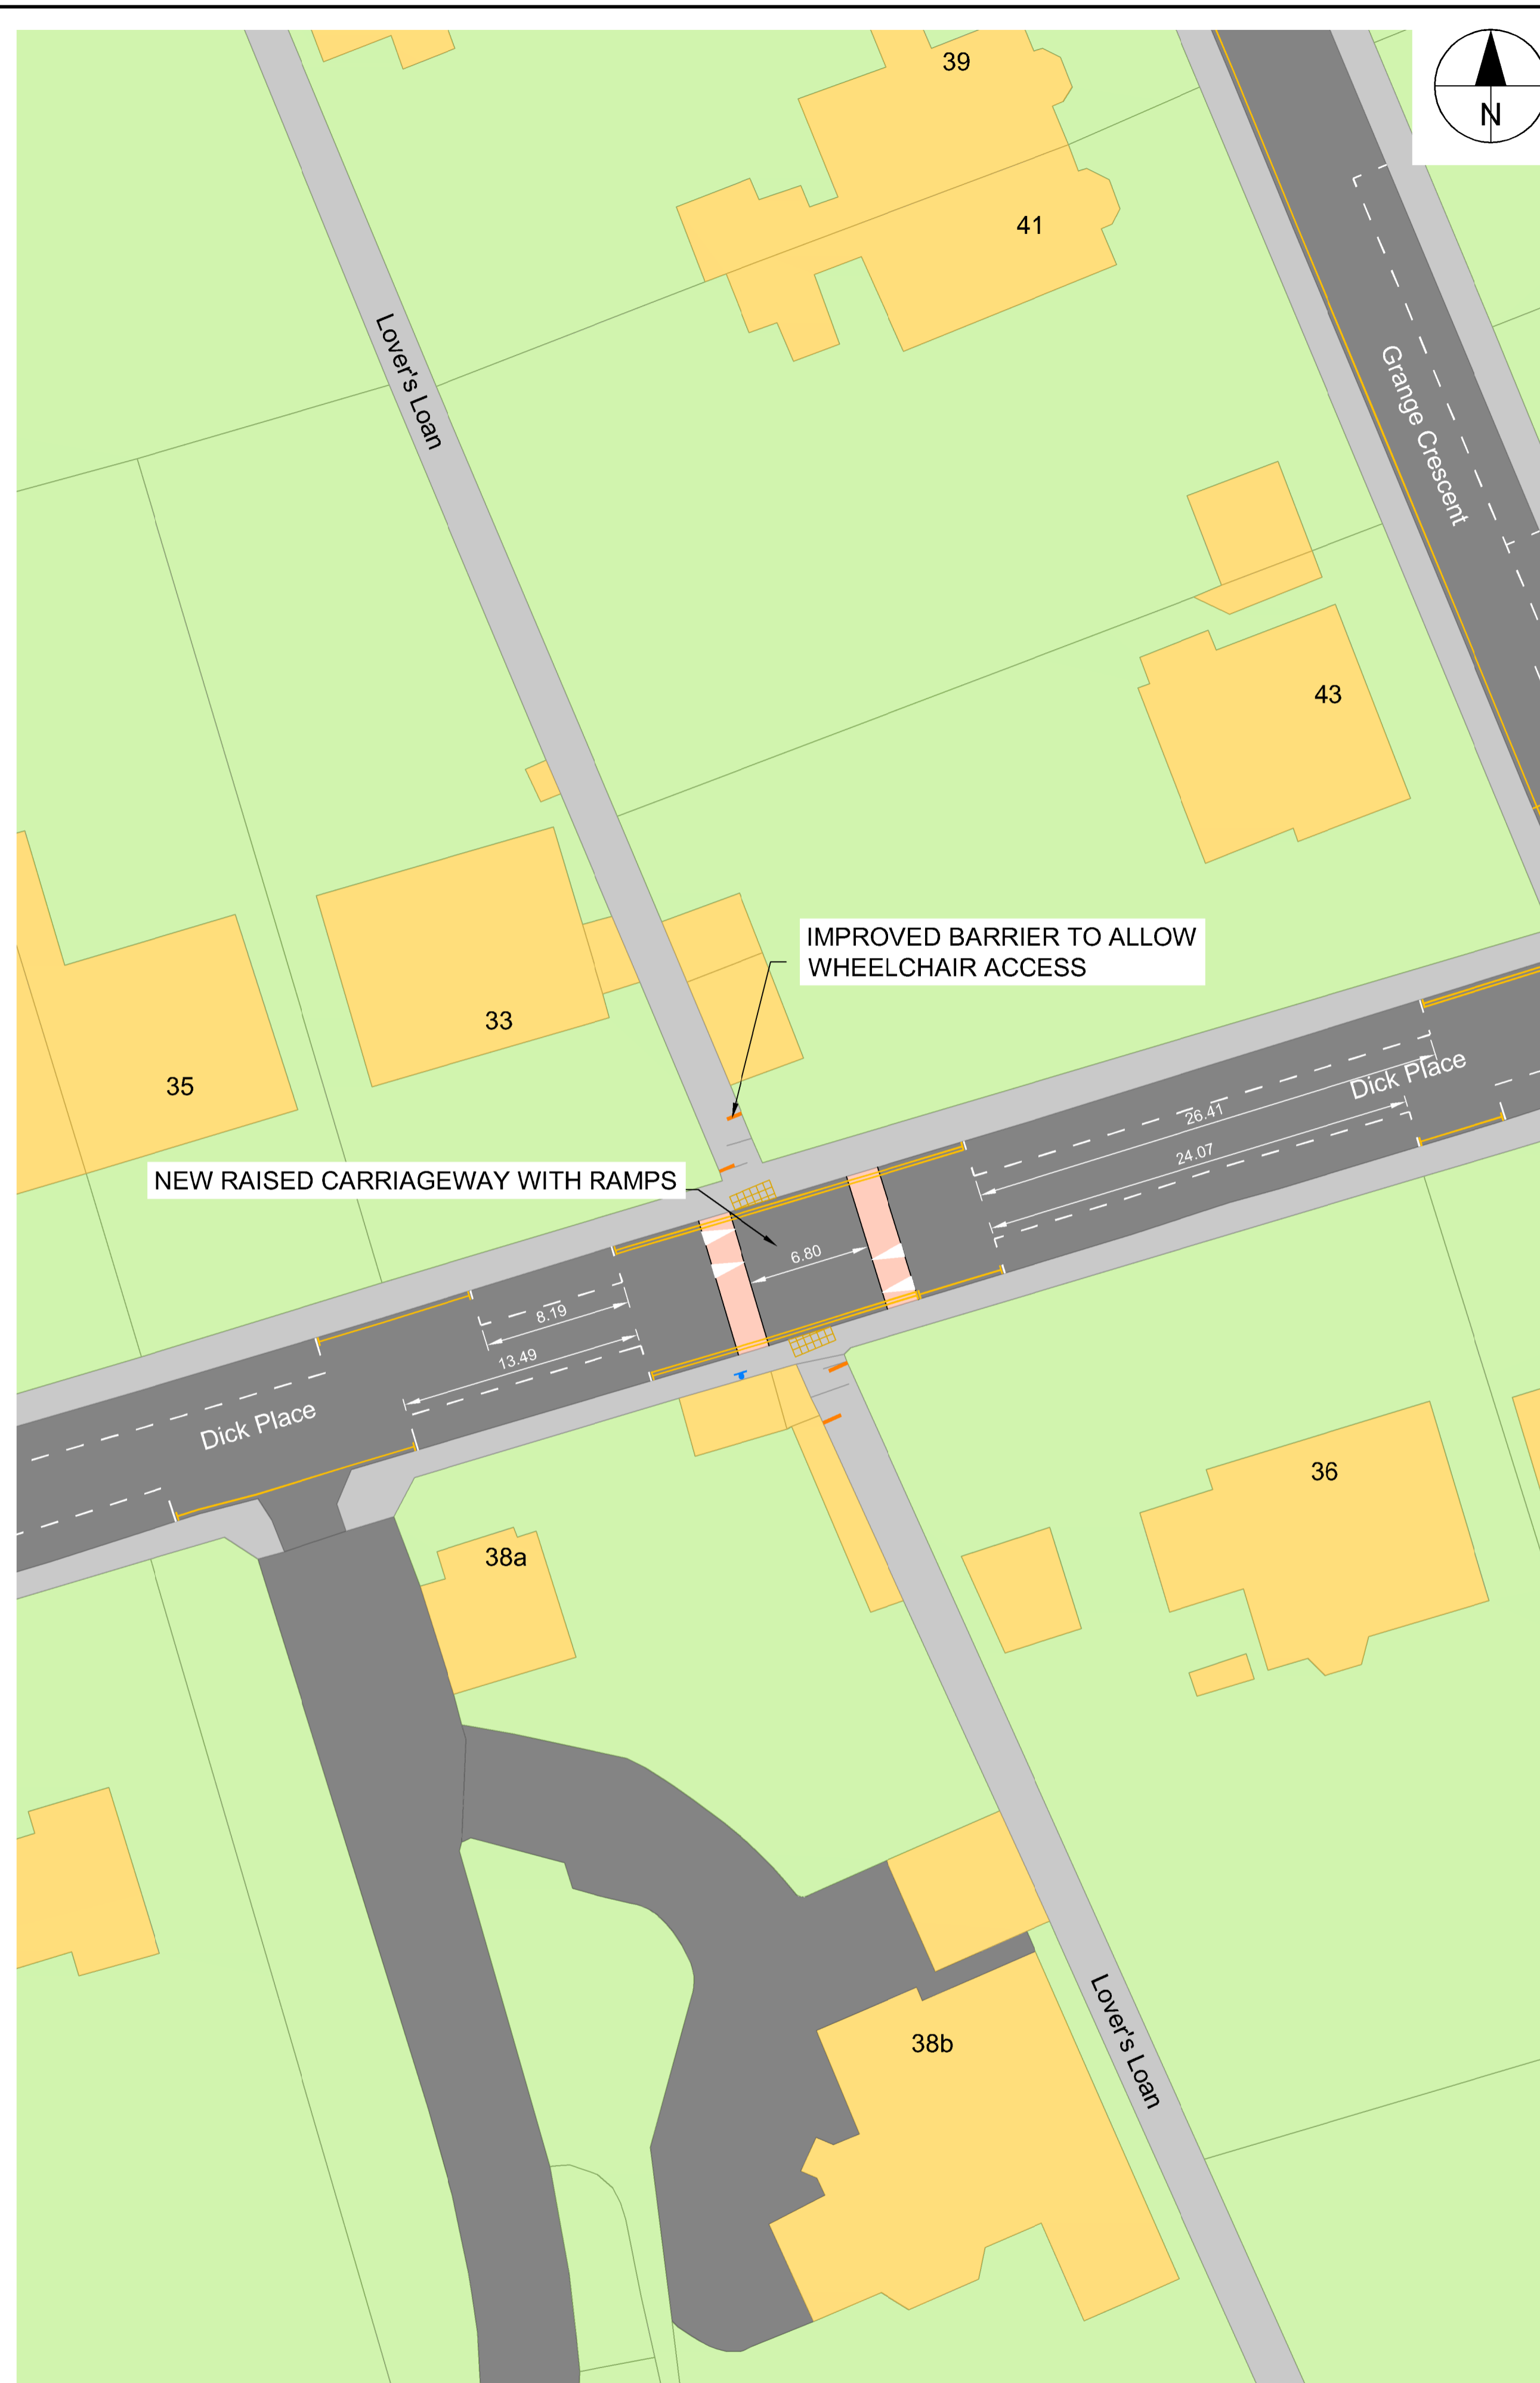 39
N
41
Lover's Loan
Grange Crescent
43
IMPROVED BARRIER TO ALLOW
WHEELCHAIR ACCESS
33
35
Dick Place
26.41
24.07
NEW RAISED CARRIAGEWAY WITH RAMPS
6.80
8.19
13.49
Dick Place
36
38a
38b
Lover's Loan